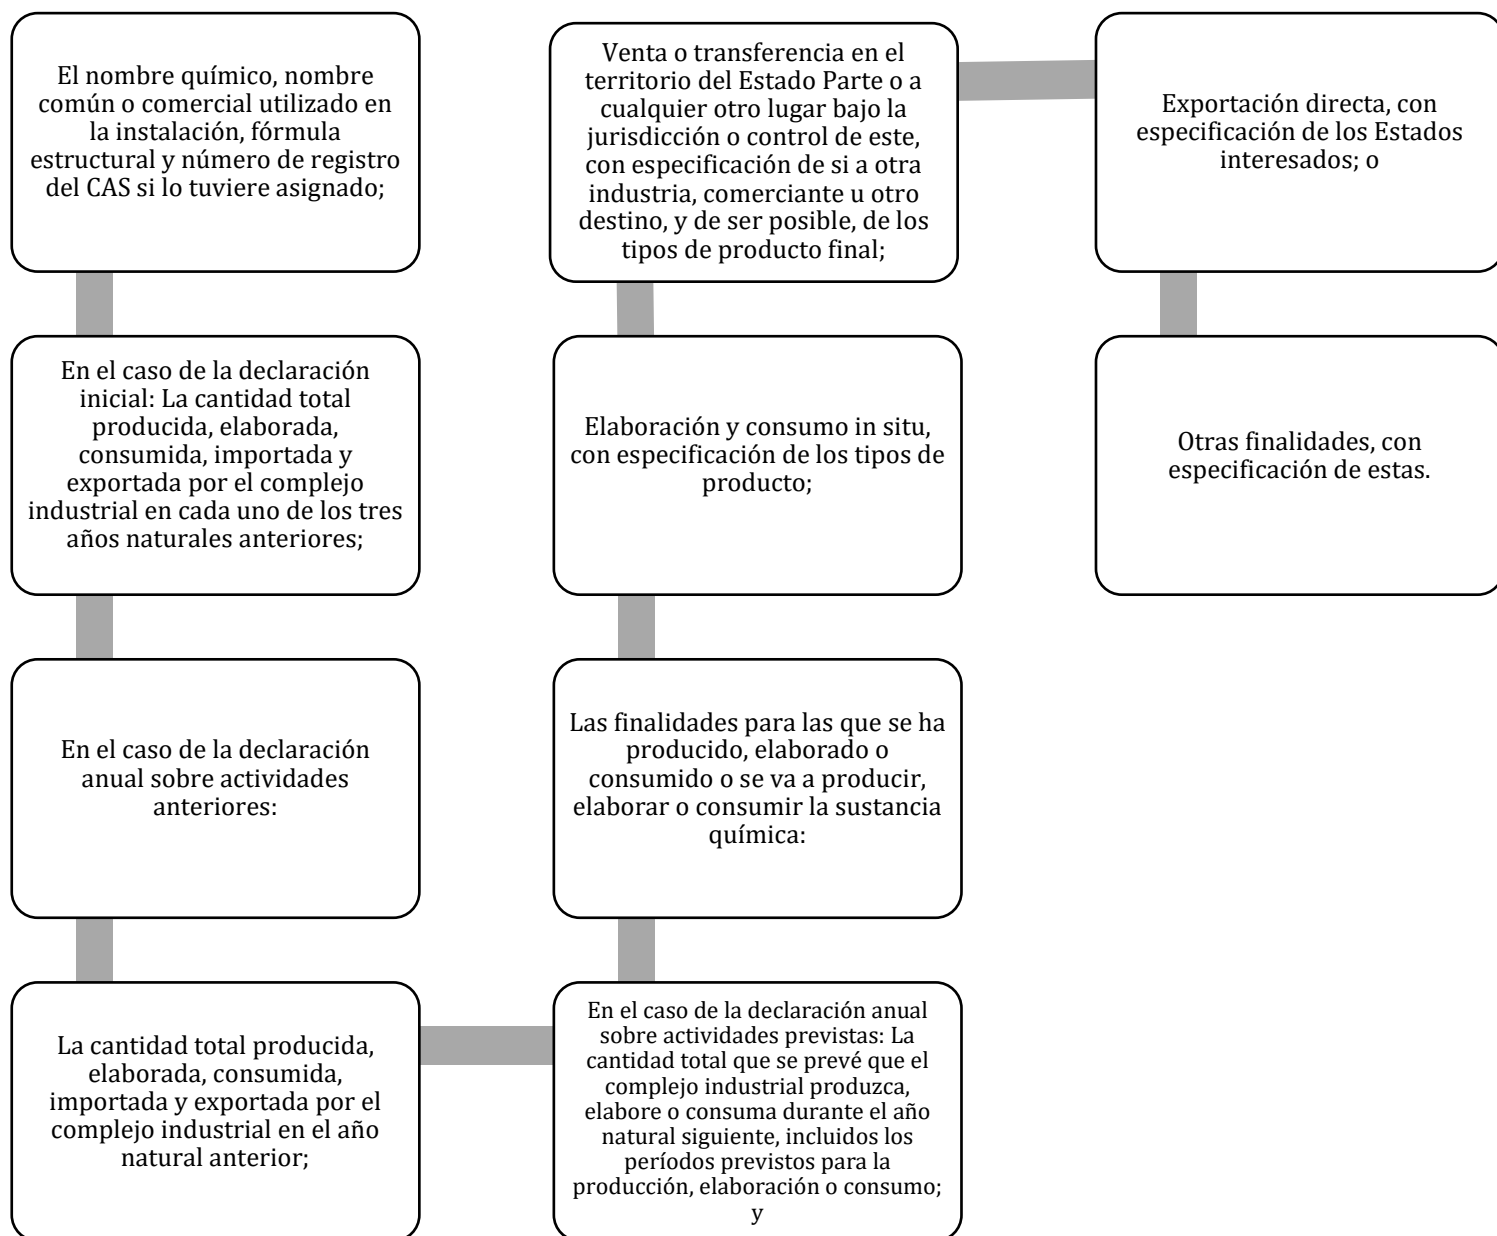 El nombre químico, nombre
común o comercial utilizado en
la instalación, fórmula
estructural y número de registro
del CAS si lo tuviere asignado;
En el caso de la declaración
inicial: La cantidad total
producida, elaborada,
consumida, importada y
exportada por el complejo
industrial en cada uno de los tres
años naturales anteriores;
En el caso de la declaración
anual sobre actividades
anteriores:
La cantidad total producida,
elaborada, consumida,
importada y exportada por el
complejo industrial en el año
natural anterior;
En el caso de la declaración anual
sobre actividades previstas: La
cantidad total que se prevé que el
complejo industrial produzca,
elabore o consuma durante el año
natural siguiente, incluidos los
períodos previstos para la
producción, elaboración o consumo;
y
Las finalidades para las que se ha
producido, elaborado o
consumido o se va a producir,
elaborar o consumir la sustancia
química:
Elaboración y consumo in situ,
con especificación de los tipos de
producto;
Venta o transferencia en el
territorio del Estado Parte o a
cualquier otro lugar bajo la
jurisdicción o control de este,
con especificación de si a otra
industria, comerciante u otro
destino, y de ser posible, de los
tipos de producto final;
Exportación directa, con
especificación de los Estados
interesados; o
Otras finalidades, con
especificación de estas.